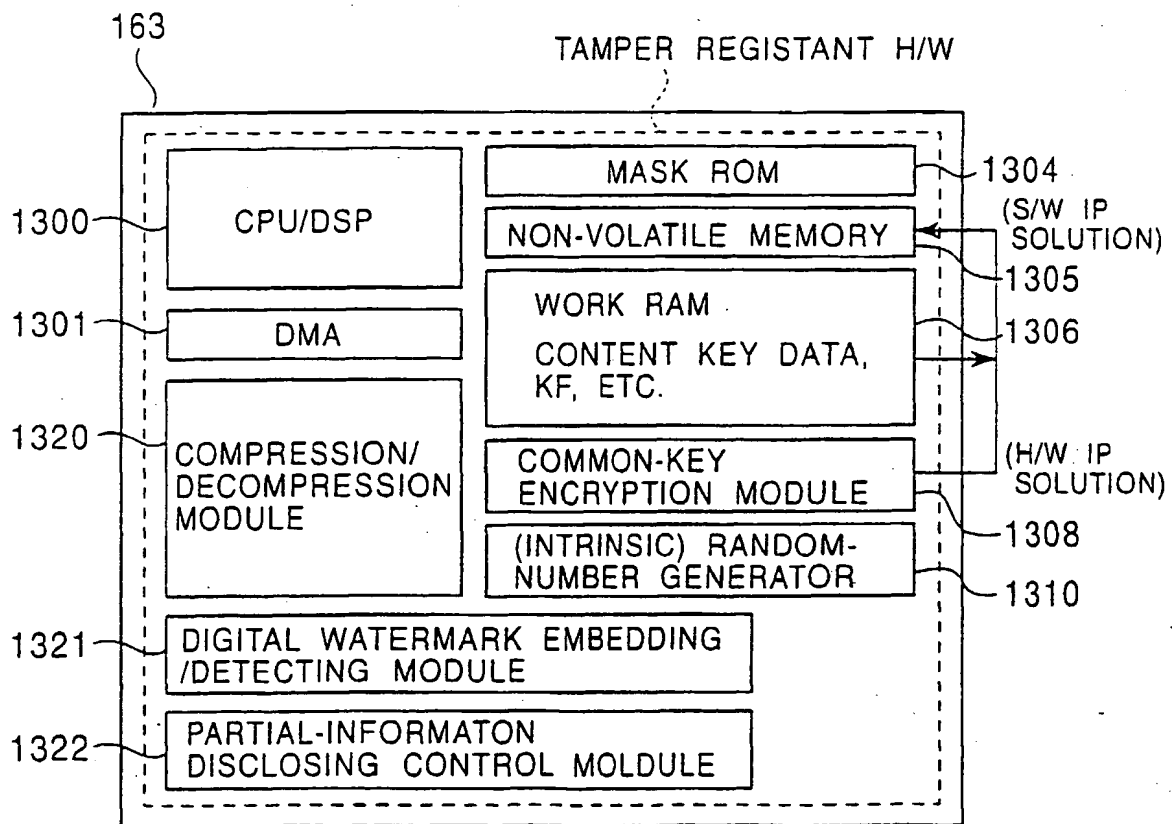 163
TAMPER REGISTANT H/W
1300
CPU/DSP
MASK ROM
1304
NON-VOLATILE MEMORY
(S/W IP
SOLUTION)
1305
1301
DMA
WORK RAM
CONTENT KEY DATA,
KF, ETC.
1306
1320
COMPRESSION/
DECOMPRESSION
MODULE
COMMON-KEY
ENCRYPTION MODULE
(H/W IP
SOLUTION)
1308
(INTRINSIC) RANDOM-
NUMBER GENERATOR
1310
1321
DIGITAL WATERMARK EMBEDDING
/DETECTING MODULE
1322
PARTIAL-INFORMATON
DISCLOSING CONTROL MOLDULE